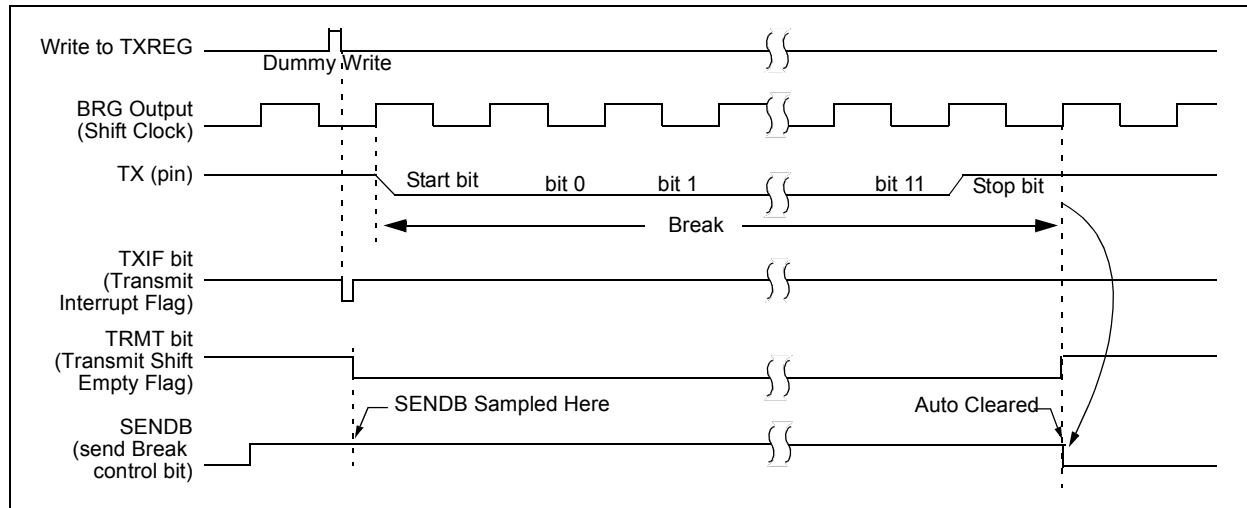 Write to TXREG
Dummy Write
BRG Output
(Shift Clock)
TX (pin)
Start bit
bit 0
bit 1
bit 11
Stop bit
Break
TXIF bit
(Transmit
Interrupt Flag)
TRMT bit
(Transmit Shift
Empty Flag)
SENDB Sampled Here
Auto Cleared
SENDB
(send Break
control bit)